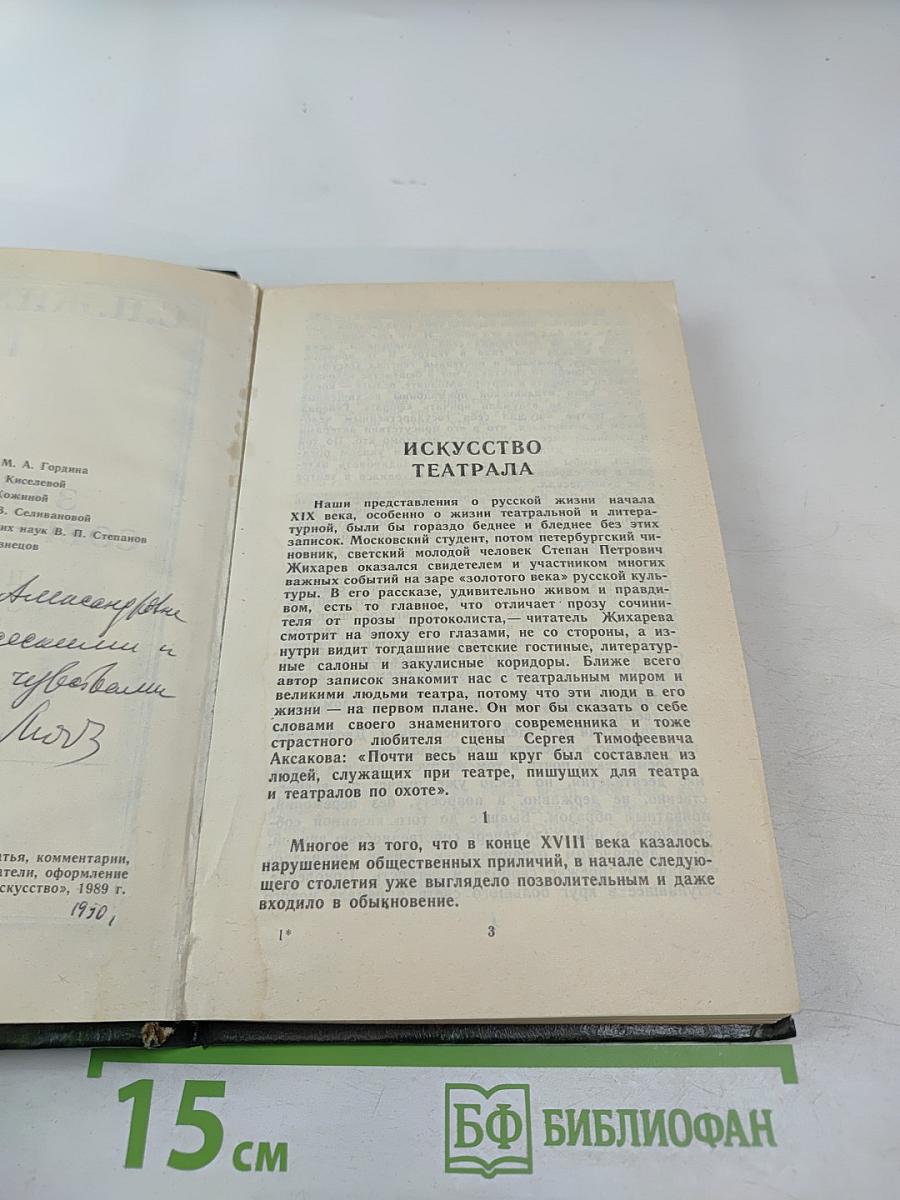 М. А. Гордина
Киселевой
Кожиной
В. Селивановой
их наук В. П. Степанов
знецов
Александровне
и
чувствами
атья, комментарии,
атели, оформление
скусство», 1989 г.
ИСКУССТВО
ТЕАТРАЛА
Наши представления о русской жизни начала
XIX века, особенно о жизни театральной и литера-
турной, были бы гораздо беднее и бледнее без этих
записок. Московский студент, потом петербургский чи-
новник, светский молодой человек Степан Петрович
Жихарев оказался свидетелем и участником многих
важных событий на заре «золотого века» русской куль-
туры. В его рассказе, удивительно живом и правди-
вом, есть то главное, что отличает прозу сочини-
теля от прозы протоколиста,— читатель Жихарева
смотрит на эпоху его глазами, не со стороны, а из-
нутри видит тогдашние светские гостиные, литератур-
ные салоны и закулисные коридоры. Ближе всего
автор записок знакомит нас с театральным миром и
великими людьми театра, потому что эти люди в его
жизни — на первом плане. Он мог бы сказать о себе
словами своего знаменитого современника и тоже
страстного любителя сцены Сергея Тимофеевича
Аксакова: «Почти весь наш круг был составлен из
людей, служащих при театре, пишущих для театра
и театралов по охоте».
1
Многое из того, что в конце XVIII века казалось
нарушением общественных приличий, в начале следую-
щего столетия уже выглядело позволительным и даже
входило в обыкновение.
1*
3
15 см
БФ БИБЛИОФАН